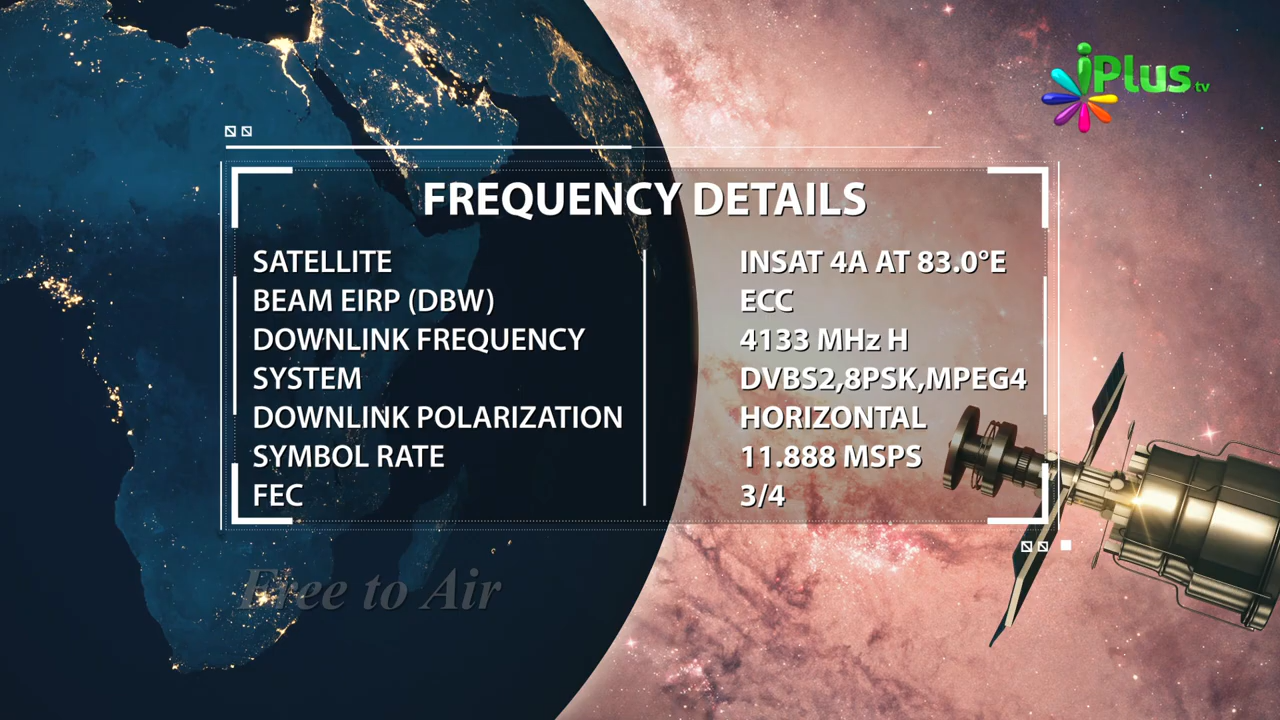 iPlus tv
FREQUENCY DETAILS
SATELLITE INSAT 4A AT 83.0°E
BEAM EIRP (DBW) ECC
DOWNLINK FREQUENCY 4133 MHz H
SYSTEM DVBS2,8PSK,MPEG4
DOWNLINK POLARIZATION HORIZONTAL
SYMBOL RATE 11.888 MSPS
FEC 3/4
Free to Air